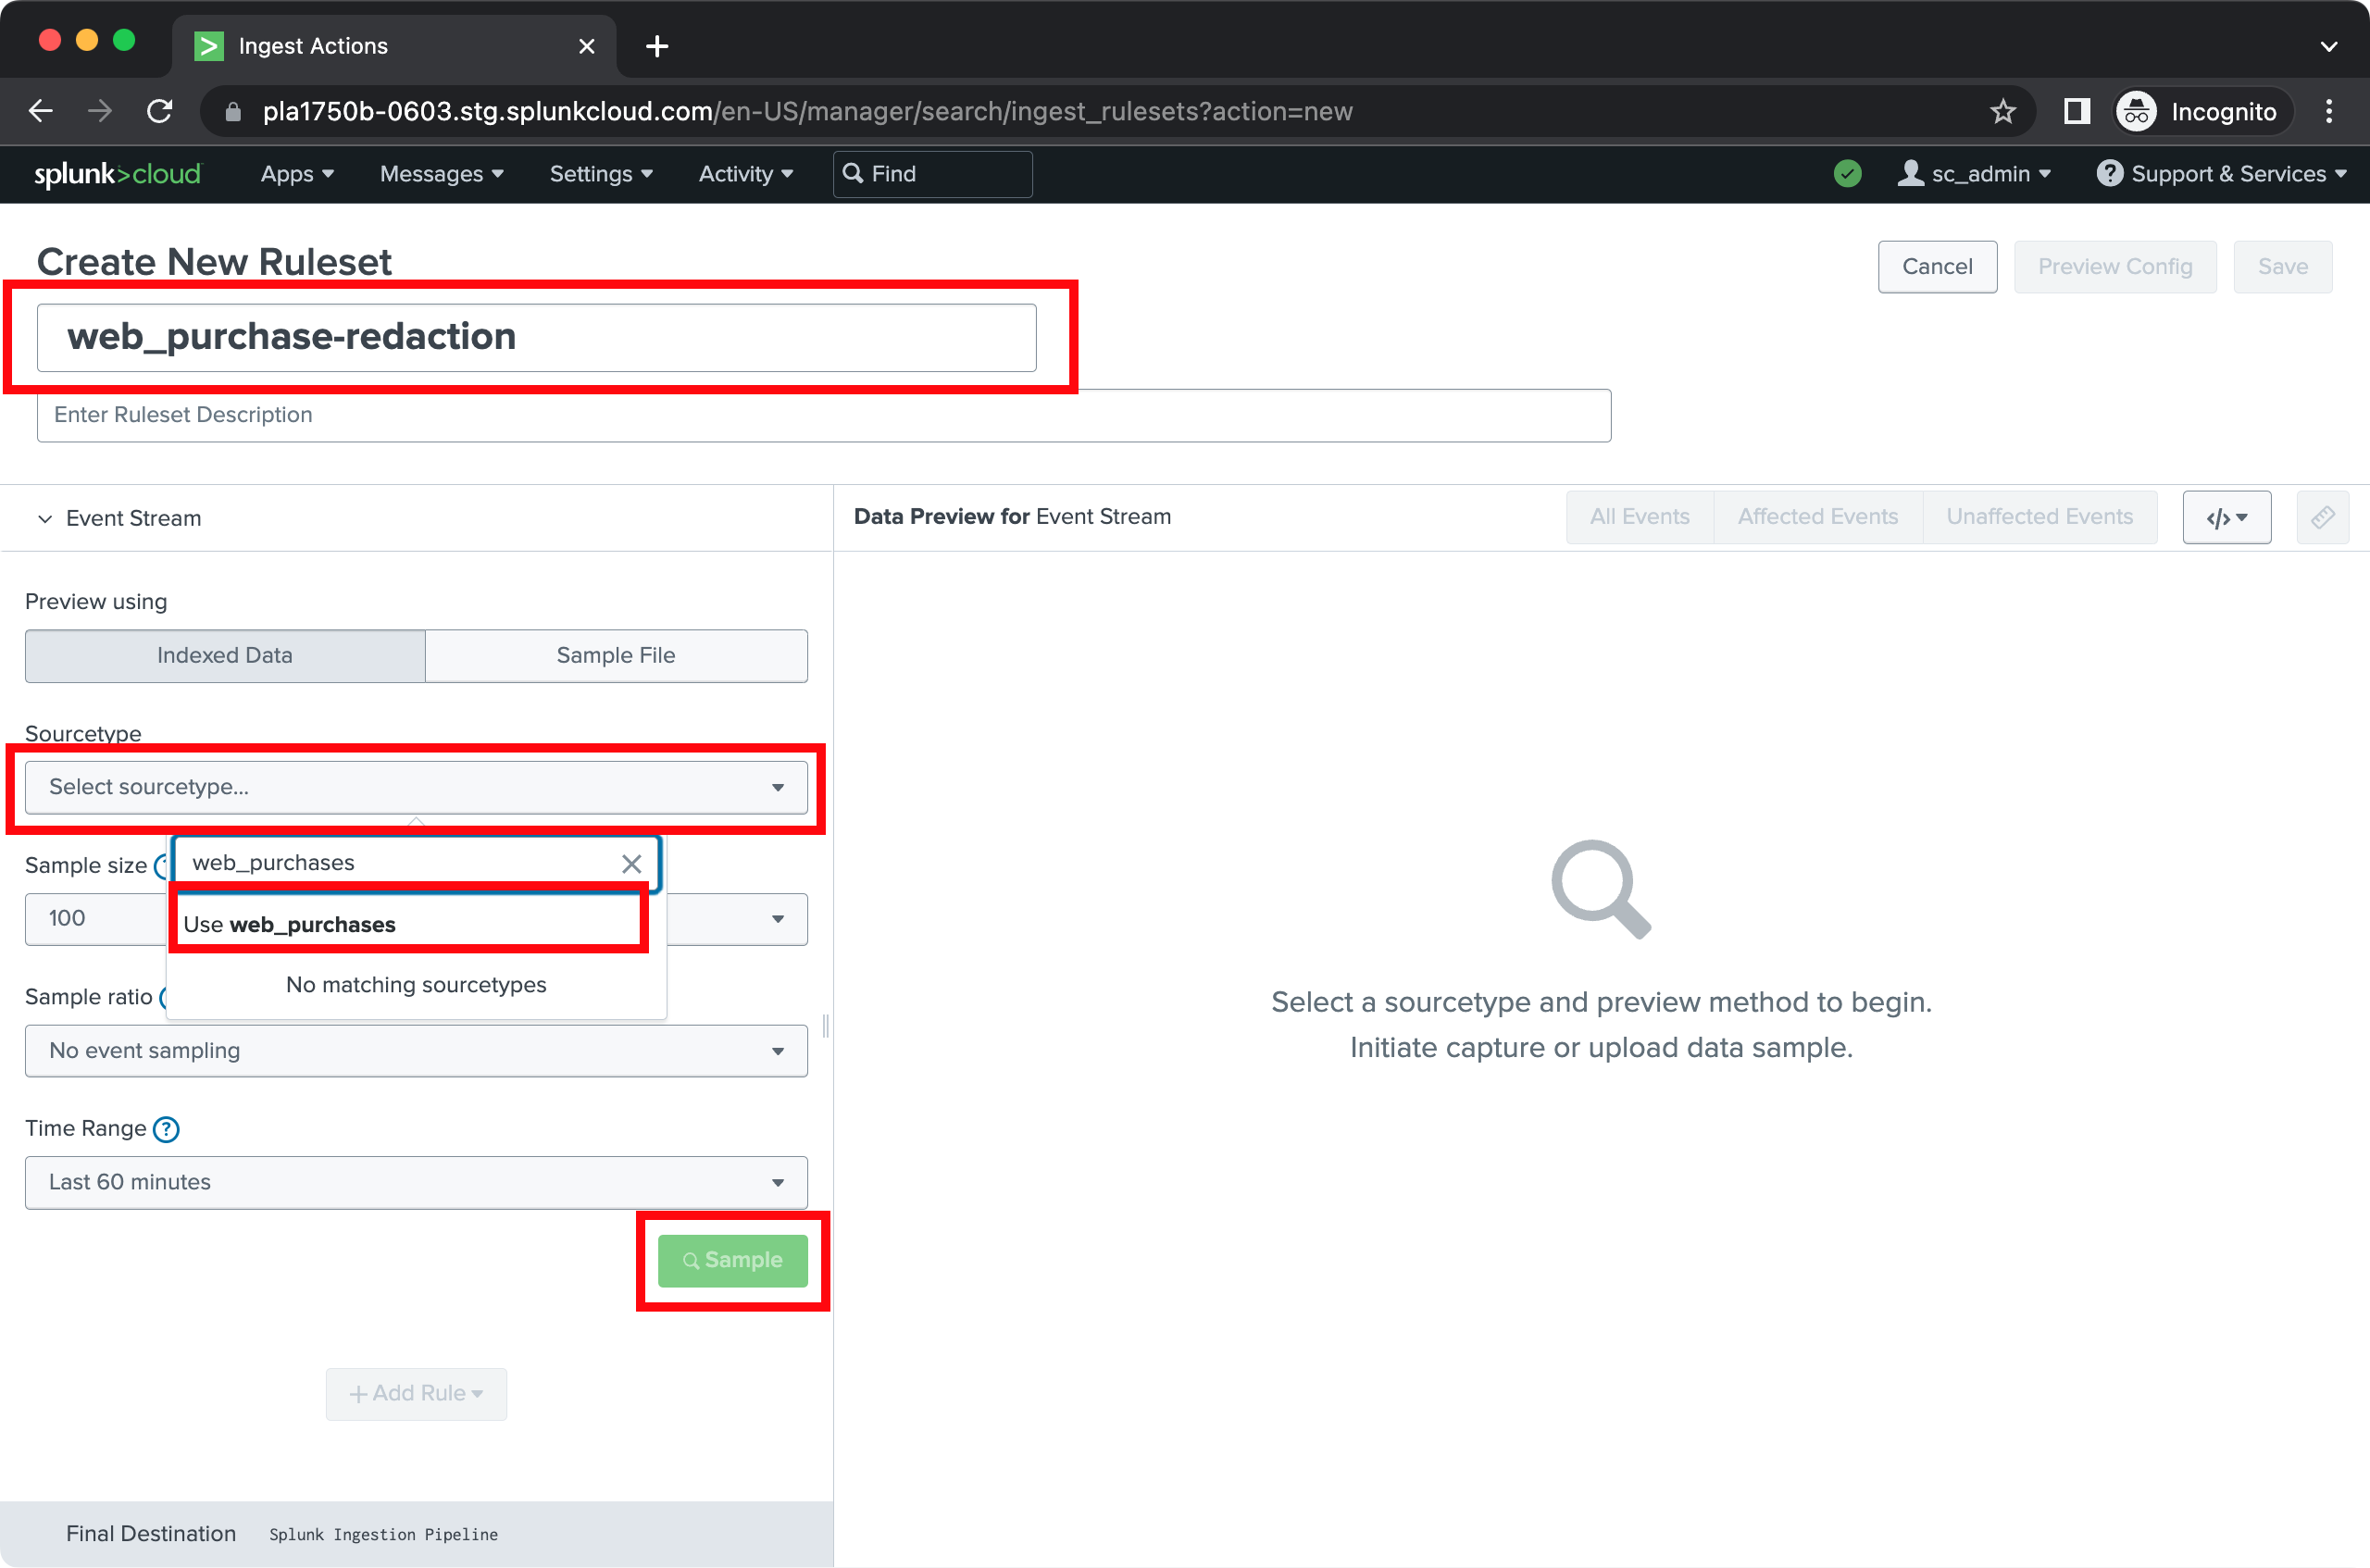 Ingest Actions
pla1750b-0603.stg.splunkcloud.com/en-US/manager/search/ingest_rulesets?action=new
Incognito
splunk>cloud Apps Messages Settings Activity Find sc_admin ? Support & Services
Create New Ruleset
Cancel Preview Config Save
web_purchase-redaction
Enter Ruleset Description
Event Stream
Data Preview for Event Stream
All Events Affected Events Unaffected Events </>
Preview using
Indexed Data Sample File
Sourcetype
Select sourcetype...
web_purchases
Sample size
Use web_purchases
100
No matching sourcetypes
Sample ratio
No event sampling
Time Range ?
Last 60 minutes
Sample
+ Add Rule
Final Destination Splunk Ingestion Pipeline
Select a sourcetype and preview method to begin.
Initiate capture or upload data sample.